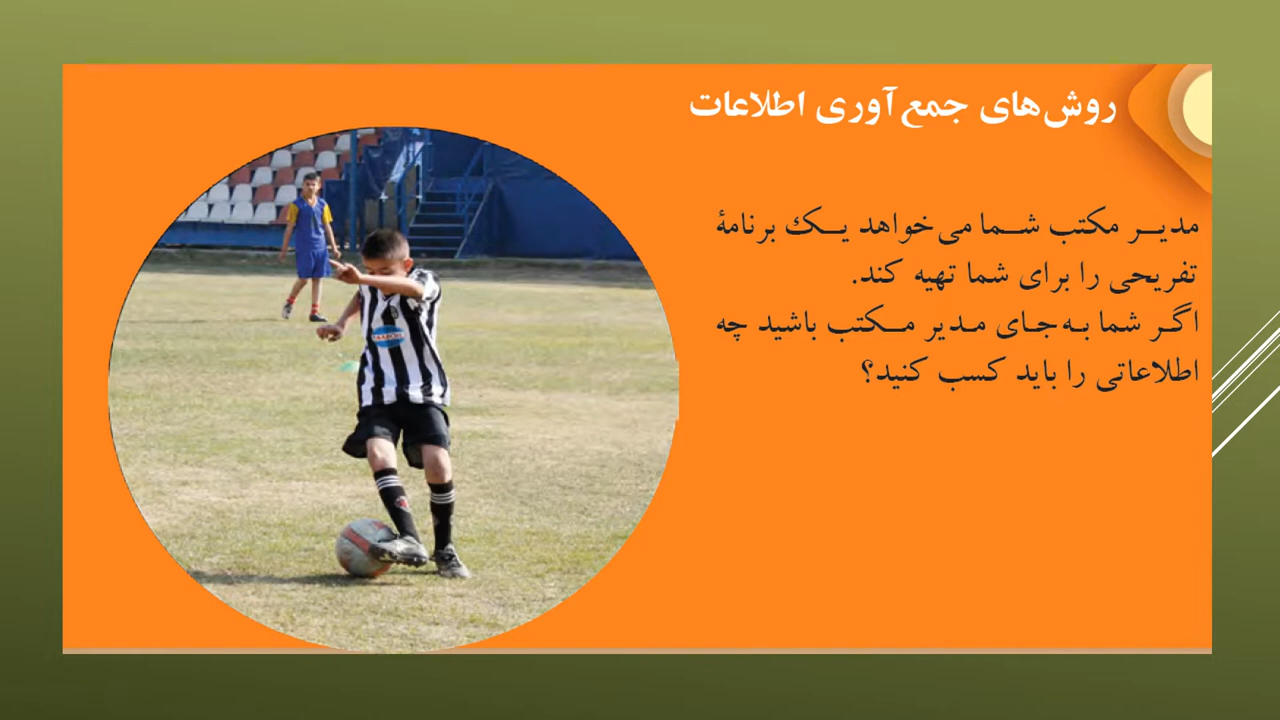 روش‌های جمع‌آوری اطلاعات
مدیر مکتب شما می‌خواهد یک برنامۀ
تفریحی را برای شما تهیه کند.
اگر شما به‌جای مدیر مکتب باشید چه
اطلاعاتی را باید کسب کنید؟